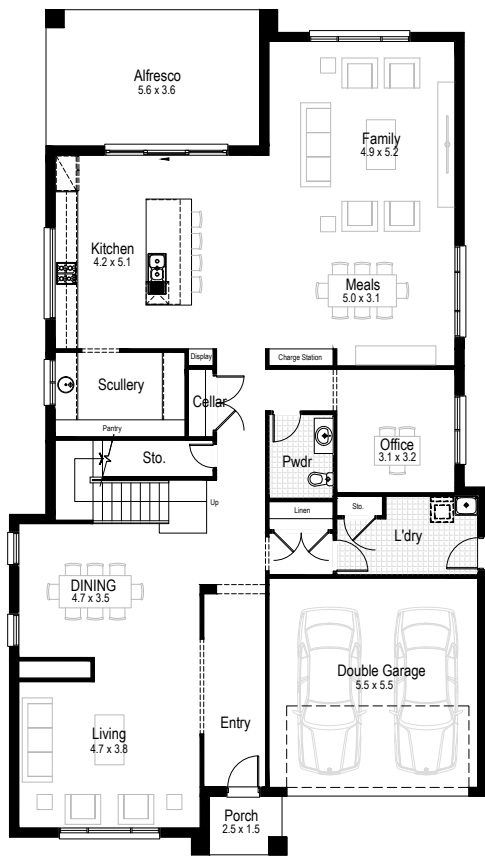 Alfresco
5.6 x 3.6
Family
4.9 x 5.2
Kitchen
4.2 x 5.1
Meals
5.0 x 3.1
Display
Charge Station
Scullery
Cellar
Pantry
Sto.
Pwdr
Office
3.1 x 3.2
Up
Linen
Sto.
L'dry
DINING
4.7 x 3.5
Double Garage
5.5 x 5.5
Living
4.7 x 3.8
Entry
Porch
2.5 x 1.5